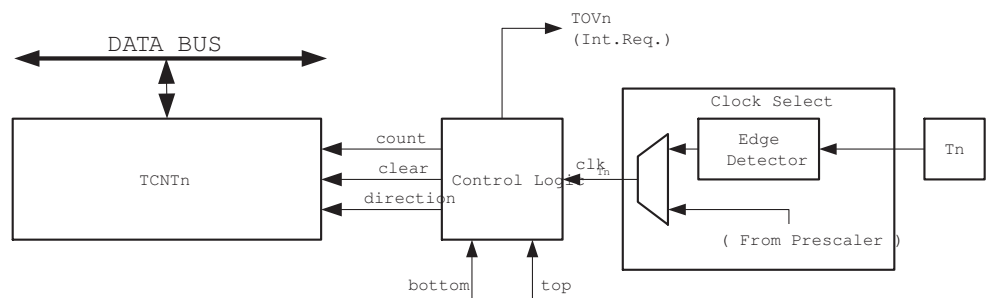 TOVn
(Int.Req.)
DATA BUS
Clock Select
count
Edge
Detector
Tn
clk
Tn
TCNTn
clear
Control Logic
direction
( From Prescaler )
bottom
top